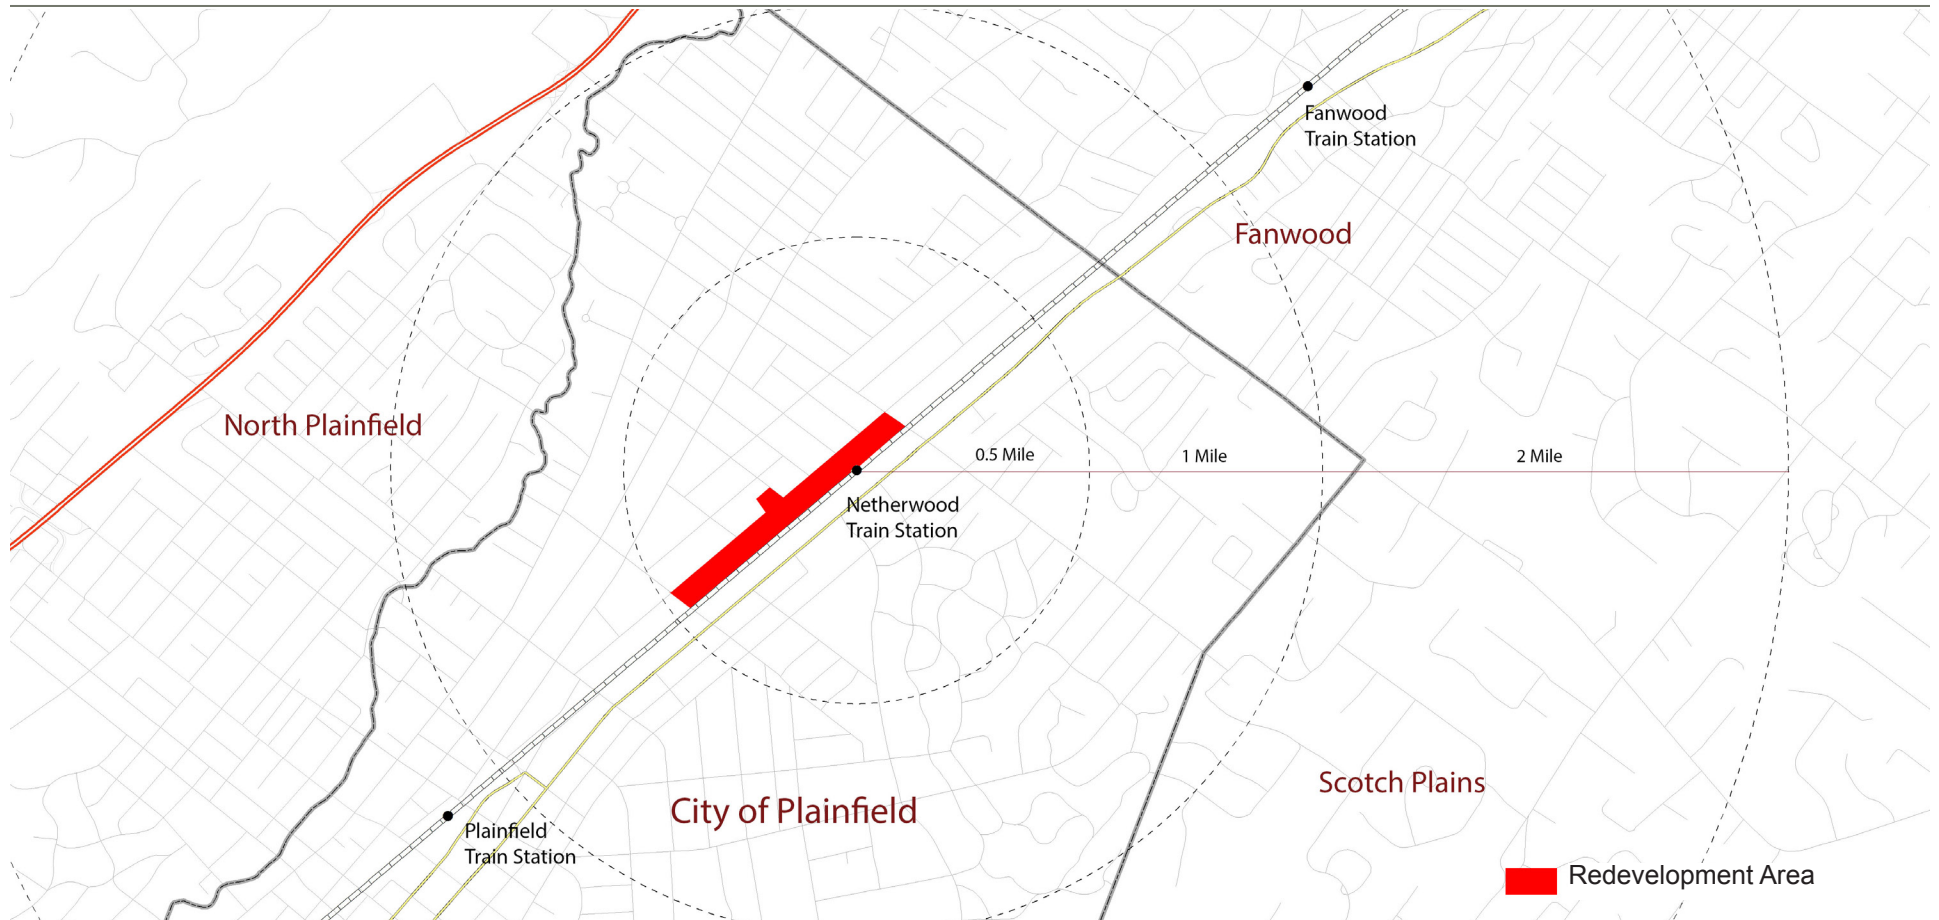 Fanwood
Train Station
Fanwood
North Plainfield
0.5 Mile
1 Mile
2 Mile
Netherwood
Train Station
Scotch Plains
City of Plainfield
Plainfield
Train Station
Redevelopment Area